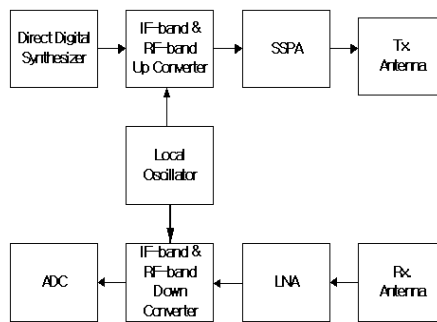 Direct Digital
Synthesizer
IF-band &
RF-band
Up Converter
SSPA
Tx.
Antenna
Local
Oscillator
ADC
IF-band &
RF-band
Down
Converter
LNA
Rx.
Antenna